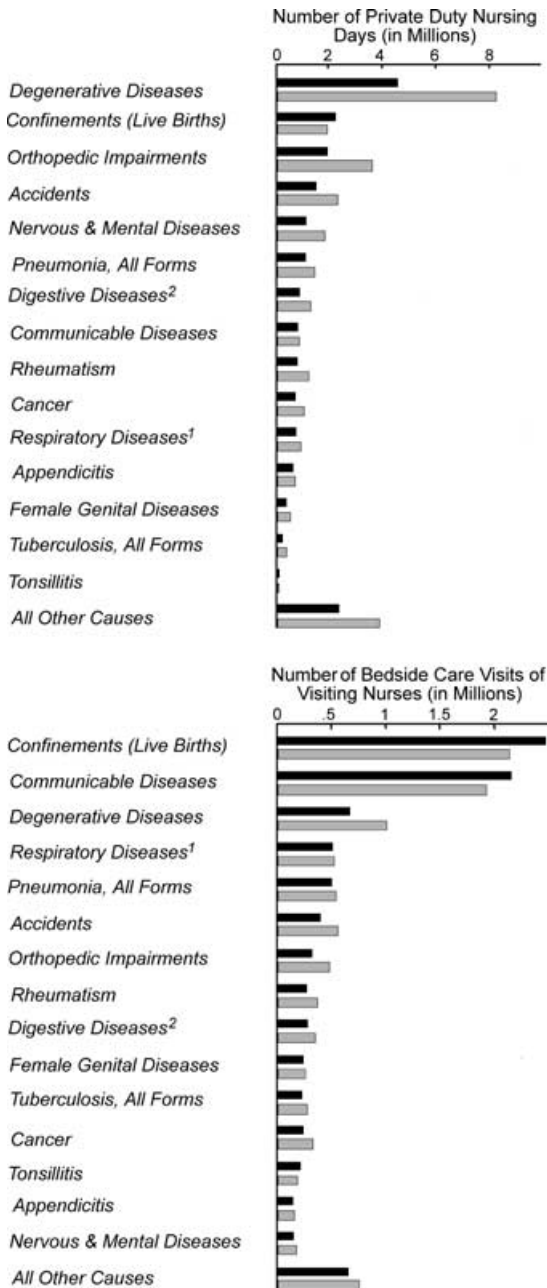 Number of Private Duty Nursing
Days (in Millions)
0 2 4 6 8
Degenerative Diseases
Confinements (Live Births)
Orthopedic Impairments
Accidents
Nervous & Mental Diseases
Pneumonia, All Forms
Digestive Diseases2
Communicable Diseases
Rheumatism
Cancer
Respiratory Diseases1
Appendicitis
Female Genital Diseases
Tuberculosis, All Forms
Tonsillitis
All Other Causes
Number of Bedside Care Visits of
Visiting Nurses (in Millions)
0 .5 1 1.5 2
Confinements (Live Births)
Communicable Diseases
Degenerative Diseases
Respiratory Diseases1
Pneumonia, All Forms
Accidents
Orthopedic Impairments
Rheumatism
Digestive Diseases2
Female Genital Diseases
Tuberculosis, All Forms
Cancer
Tonsillitis
Appendicitis
Nervous & Mental Diseases
All Other Causes